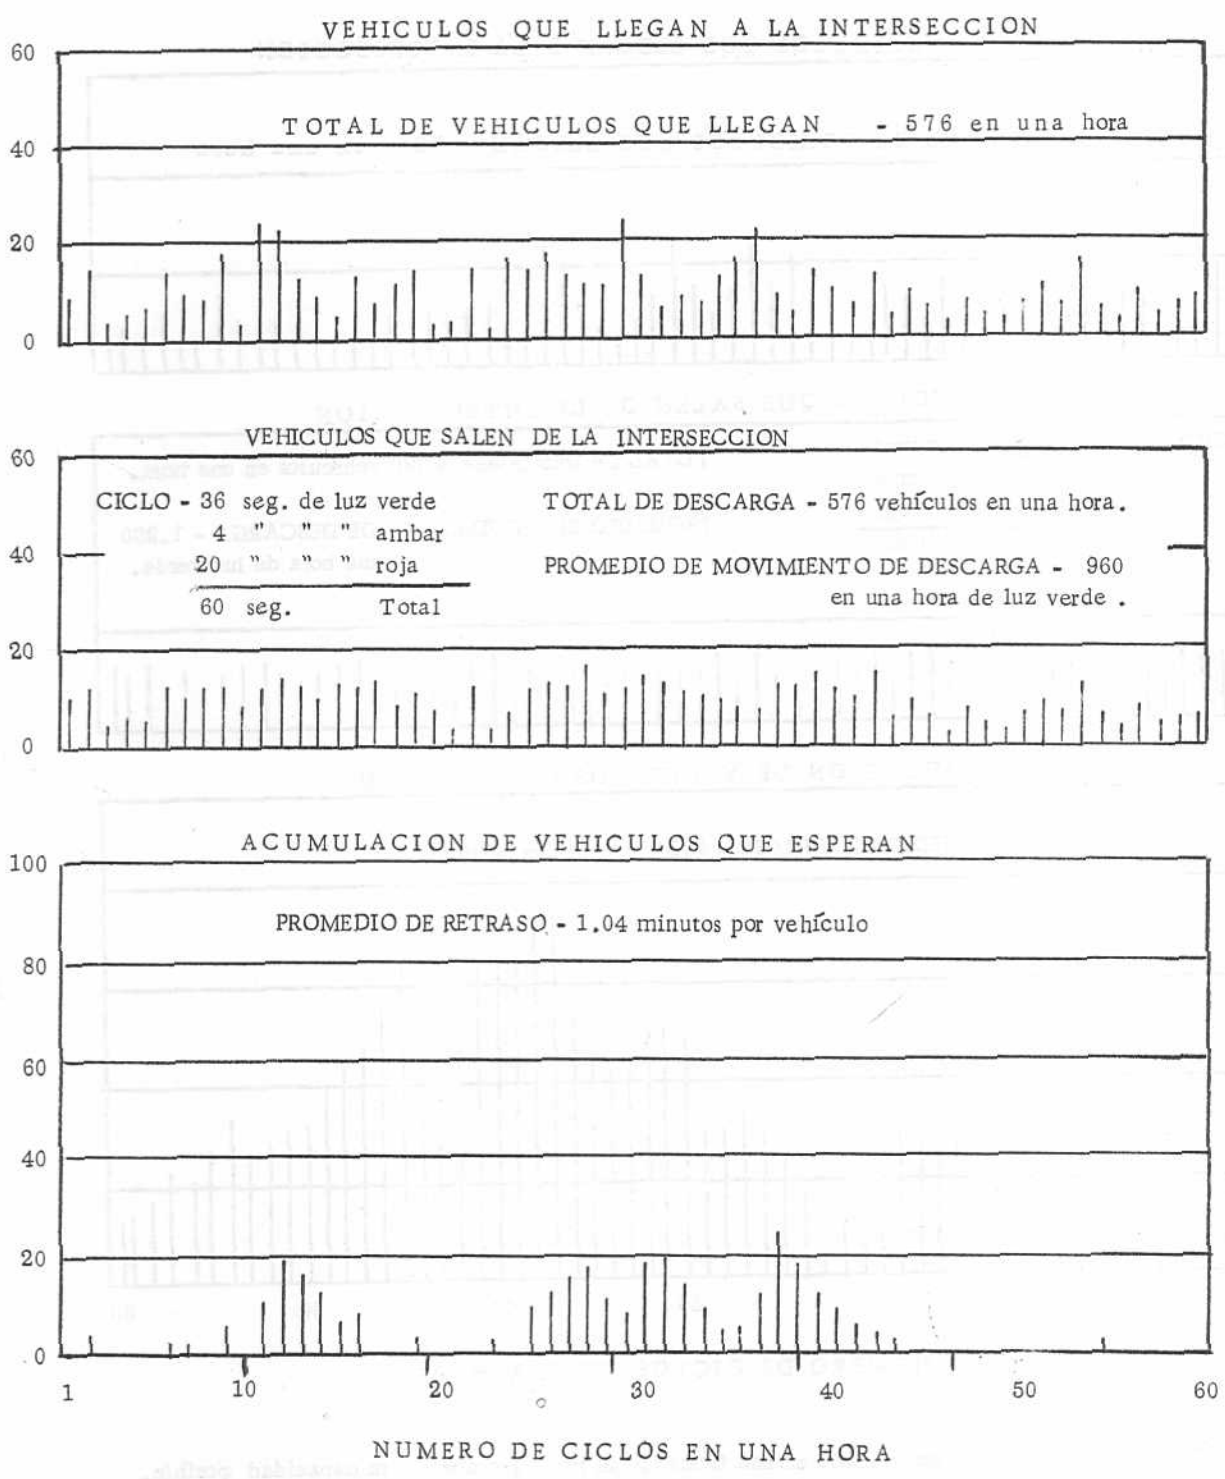 VEHICULOS QUE LLEGAN A LA INTERSECCION
60
TOTAL DE VEHICULOS QUE LLEGAN - 576 en una hora
40
20
0
VEHICULOS QUE SALEN DE LA INTERSECCION
60
CICLO - 36 seg. de luz verde
4 " " " ambar
20 " " " roja
60 seg. Total
TOTAL DE DESCARGA - 576 vehículos en una hora.
PROMEDIO DE MOVIMIENTO DE DESCARGA - 960
en una hora de luz verde .
40
20
0
ACUMULACION DE VEHICULOS QUE ESPERAN
100
PROMEDIO DE RETRASO - 1.04 minutos por vehículo
80
60
40
20
0
1 10 20 30 40 50 60
NUMERO DE CICLOS EN UNA HORA